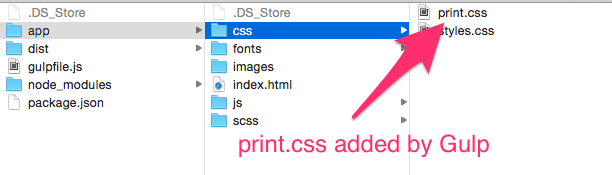 .DS_Store
app
dist
gulpfile.js
node_modules
package.json
.DS_Store
css
fonts
images
index.html
js
scss
print.css
styles.css
print.css added by Gulp